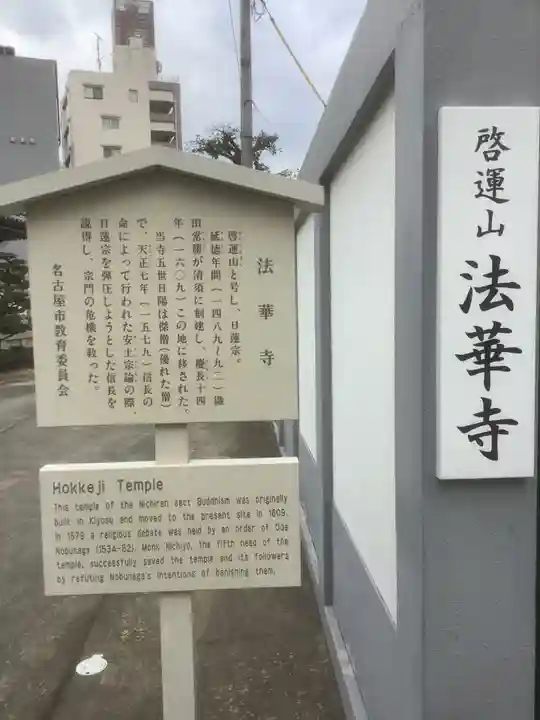 啓運山 法華寺
法華寺
啓運山と号し、日蓮宗。
延徳年間（一四八九〜九二）織
田常勝が清須に創建し、慶長十四
年（一六〇九）この地に移された。
当寺五世日陽は傑僧（優れた僧）
で、天正七年（一五七九）信長の
命によって行われた安土宗論の際、
日蓮宗を弾圧しようとした信長を
説得し、宗門の危機を救った。
名古屋市教育委員会
Hokkeji Temple
This temple of the Nichiren sect Buddhism was originally
built in Kiyosu and moved to the present site in 1609.
In 1579 a religious debate was held by an order of Oda
Nobunaga (1534-82). Monk Nichiyo, the fifth head of the
temple, successfully saved the temple and its followers
by refuting Nobunaga's intentions of banishing them.